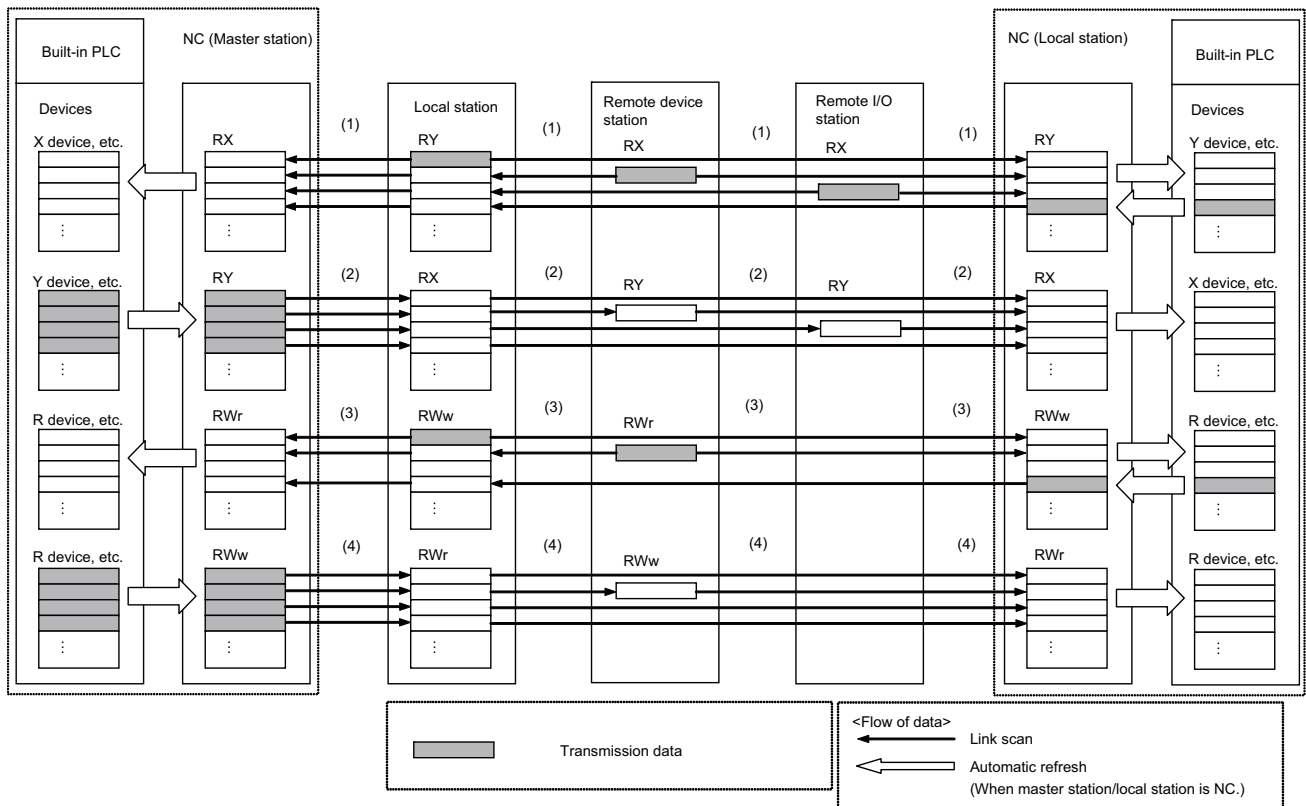 Built-in PLC
NC (Master station)
NC (Local station)
Built-in PLC
Devices
Local station
Remote device
station
Remote I/O
station
Devices
X device, etc.
RX
(1)
RY
(1)
RX
(1)
RX
(1)
RY
Y device, etc.
⋮
⋮
⋮
⋮
⋮
Y device, etc.
RY
(2)
RX
(2)
RY
(2)
RY
(2)
RX
X device, etc.
⋮
⋮
⋮
⋮
⋮
R device, etc.
RWr
(3)
RWw
(3)
RWr
(3)
(3)
RWw
R device, etc.
⋮
⋮
⋮
⋮
⋮
R device, etc.
RWw
(4)
RWr
(4)
RWw
(4)
(4)
RWr
R device, etc.
⋮
⋮
⋮
⋮
⋮
Transmission data
<Flow of data>
Link scan
Automatic refresh
(When master station/local station is NC.)